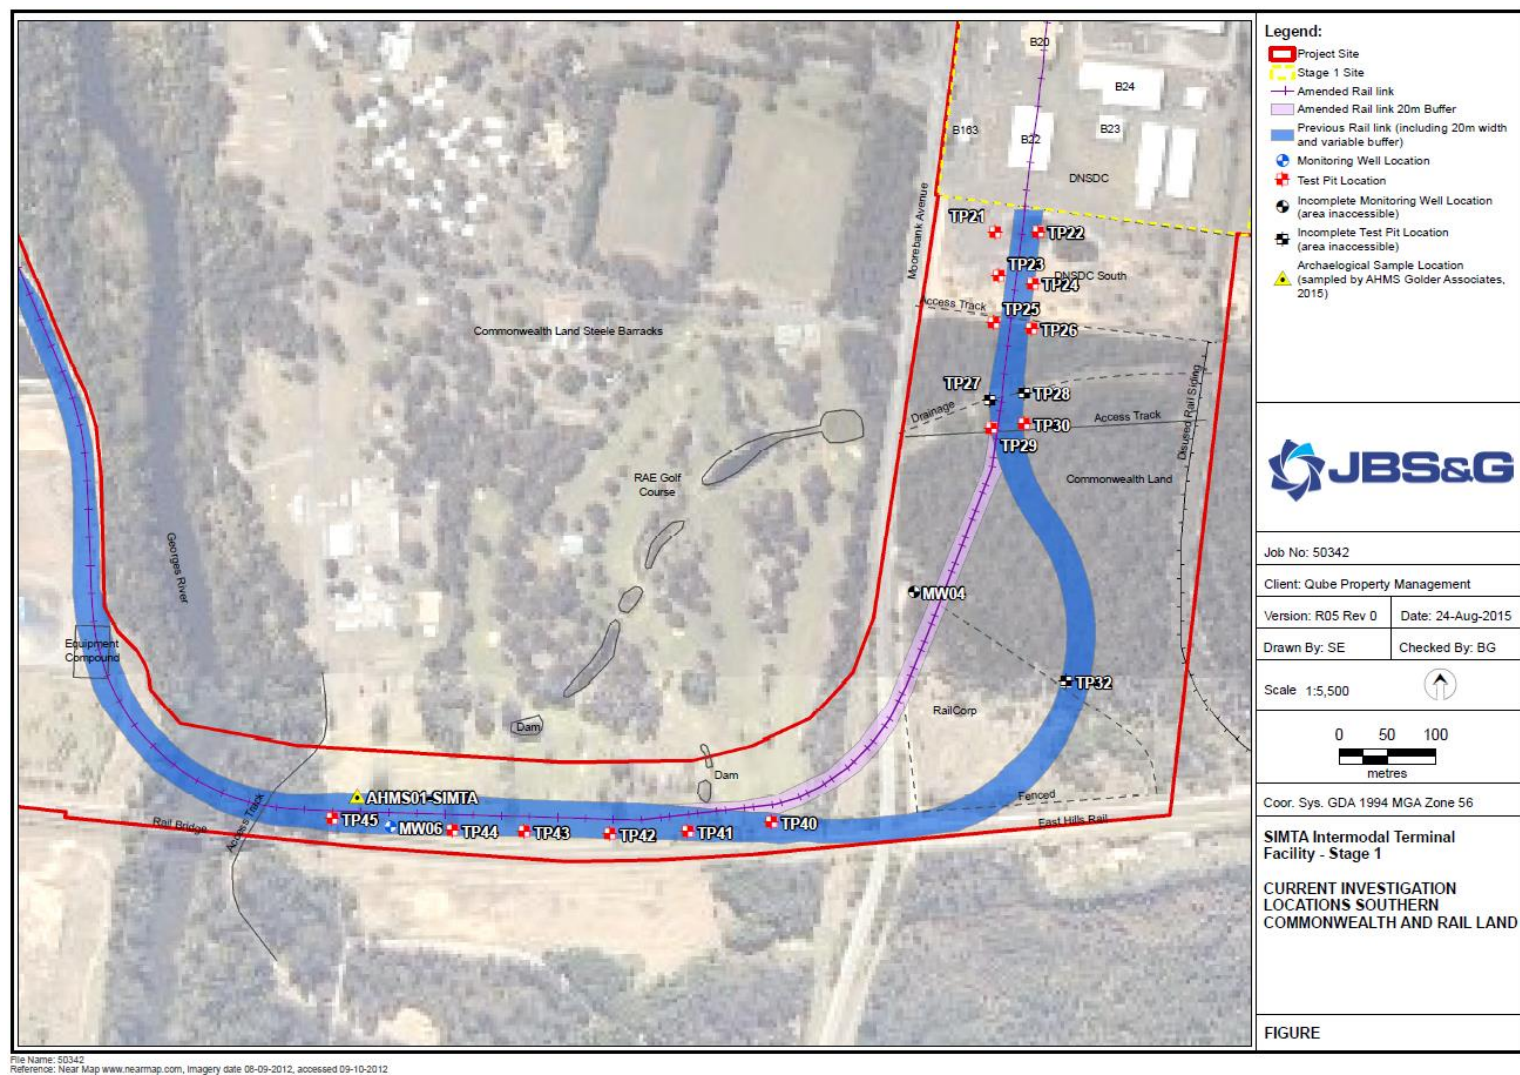 B20
B24
B163
B22
B23
DNSDC
Moorebank Avenue
TP21
TP22
TP23
DNSDC South
TP24
Access Track
TP25
TP26
Commonwealth Land Steele Barracks
TP27
TP28
Drainage
Access Track
TP30
TP29
Disused Rail Siding
RAE Golf
Course
Commonwealth Land
Georges River
MW04
Equipment
Compound
TP32
RailCorp
Dam
Dam
Fenced
AHMS01-SIMTA
East Hills Rail
Rail Bridge
Access Track
TP45
MW06
TP44
TP43
TP42
TP41
TP40
Legend:
Project Site
Stage 1 Site
Amended Rail link
Amended Rail link 20m Buffer
Previous Rail link (including 20m width
and variable buffer)
Monitoring Well Location
Test Pit Location
Incomplete Monitoring Well Location
(area inaccessible)
Incomplete Test Pit Location
(area inaccessible)
Archaelogical Sample Location
(sampled by AHMS Golder Associates,
2015)
JBS&G
Job No: 50342
Client: Qube Property Management
Version: R05 Rev 0 Date: 24-Aug-2015
Drawn By: SE Checked By: BG
Scale 1:5,500
0 50 100
metres
Coor. Sys. GDA 1994 MGA Zone 56
SIMTA Intermodal Terminal
Facility - Stage 1
CURRENT INVESTIGATION
LOCATIONS SOUTHERN
COMMONWEALTH AND RAIL LAND
FIGURE
File Name: 50342
Reference: Near Map www.nearmap.com, Imagery date 08-09-2012, accessed 09-10-2012